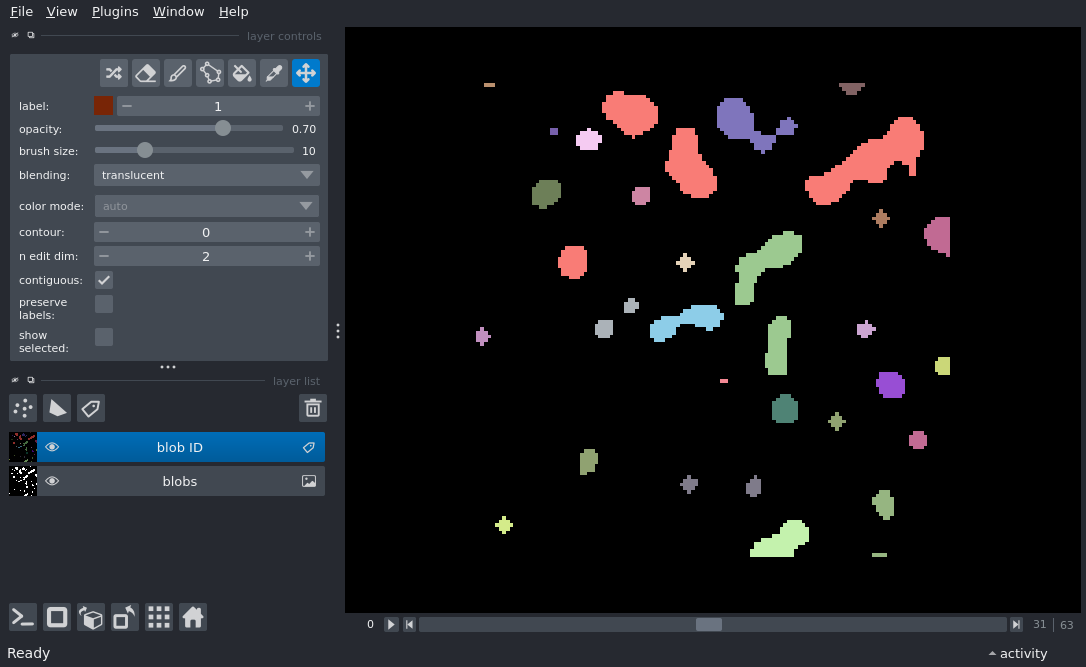 File View Plugins Window Help
layer controls
label: 1
opacity: 0.70
brush size: 10
blending: translucent
color mode: auto
contour: 0
n edit dim: 2
contiguous:
preserve
labels:
show
selected:
layer list
blob ID
blobs
0 31 63
Ready activity